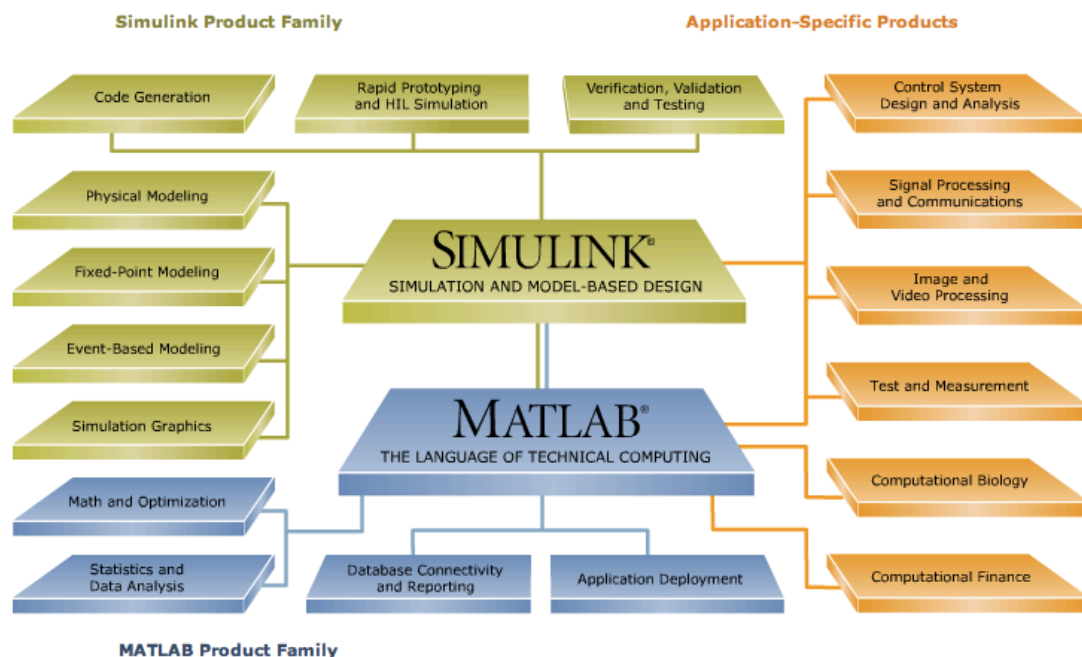 Simulink Product Family
Application-Specific Products
Code Generation
Rapid Prototyping
and HIL Simulation
Verification, Validation
and Testing
Control System
Design and Analysis
Physical Modeling
Signal Processing
and Communications
SIMULINK®
SIMULATION AND MODEL-BASED DESIGN
Fixed-Point Modeling
Image and
Video Processing
Event-Based Modeling
Test and Measurement
Simulation Graphics
MATLAB®
THE LANGUAGE OF TECHNICAL COMPUTING
Math and Optimization
Computational Biology
Statistics and
Data Analysis
Database Connectivity
and Reporting
Application Deployment
Computational Finance
MATLAB Product Family